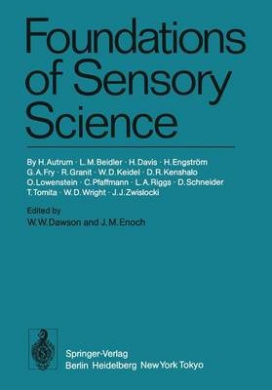 Foundations
of Sensory
Science
By H. Autrum · L. M. Beidler · H. Davis · H. Engström
G. A. Fry · R. Granit · W. D. Keidel · D. R. Kenshalo
O. Lowenstein · C. Pfaffmann · L. A. Riggs · D. Schneider
T. Tomita · W. D. Wright · J. J. Zwislocki
Edited by
W. W. Dawson and J. M. Enoch
Springer-Verlag
Berlin Heidelberg New York Tokyo